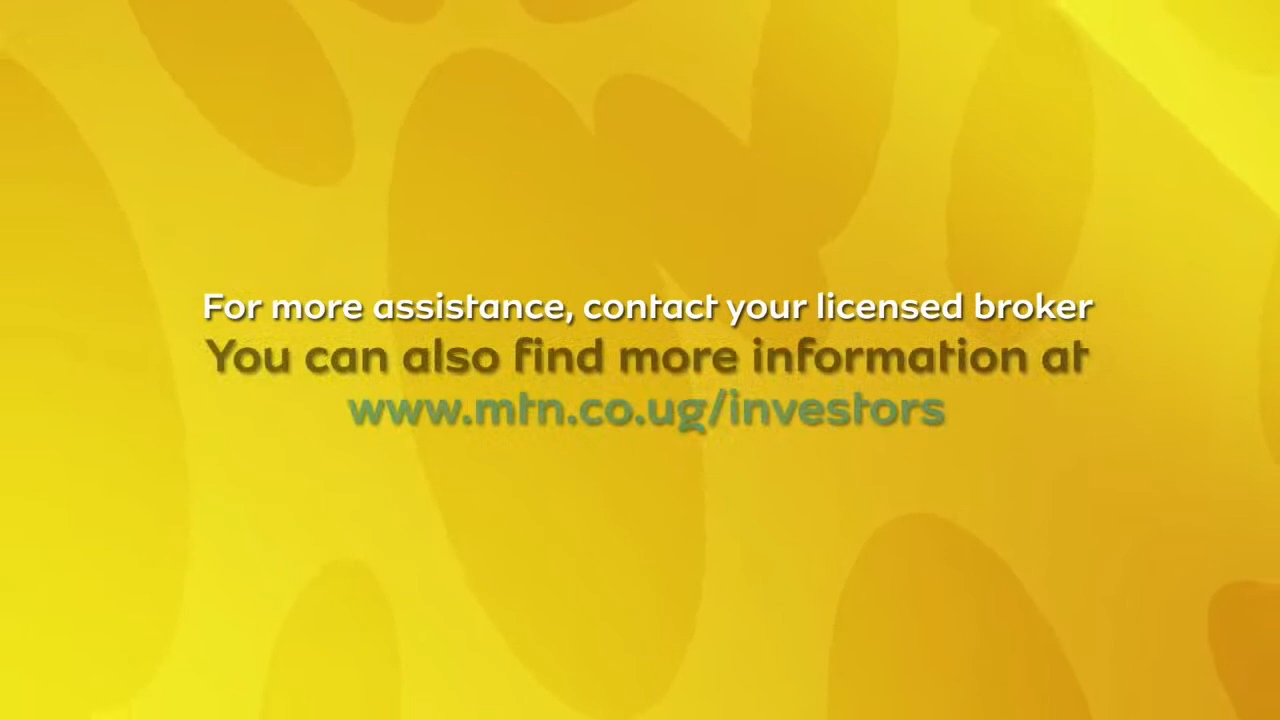 For more assistance, contact your licensed broker
You can also find more information at
www.mtn.co.ug/investors